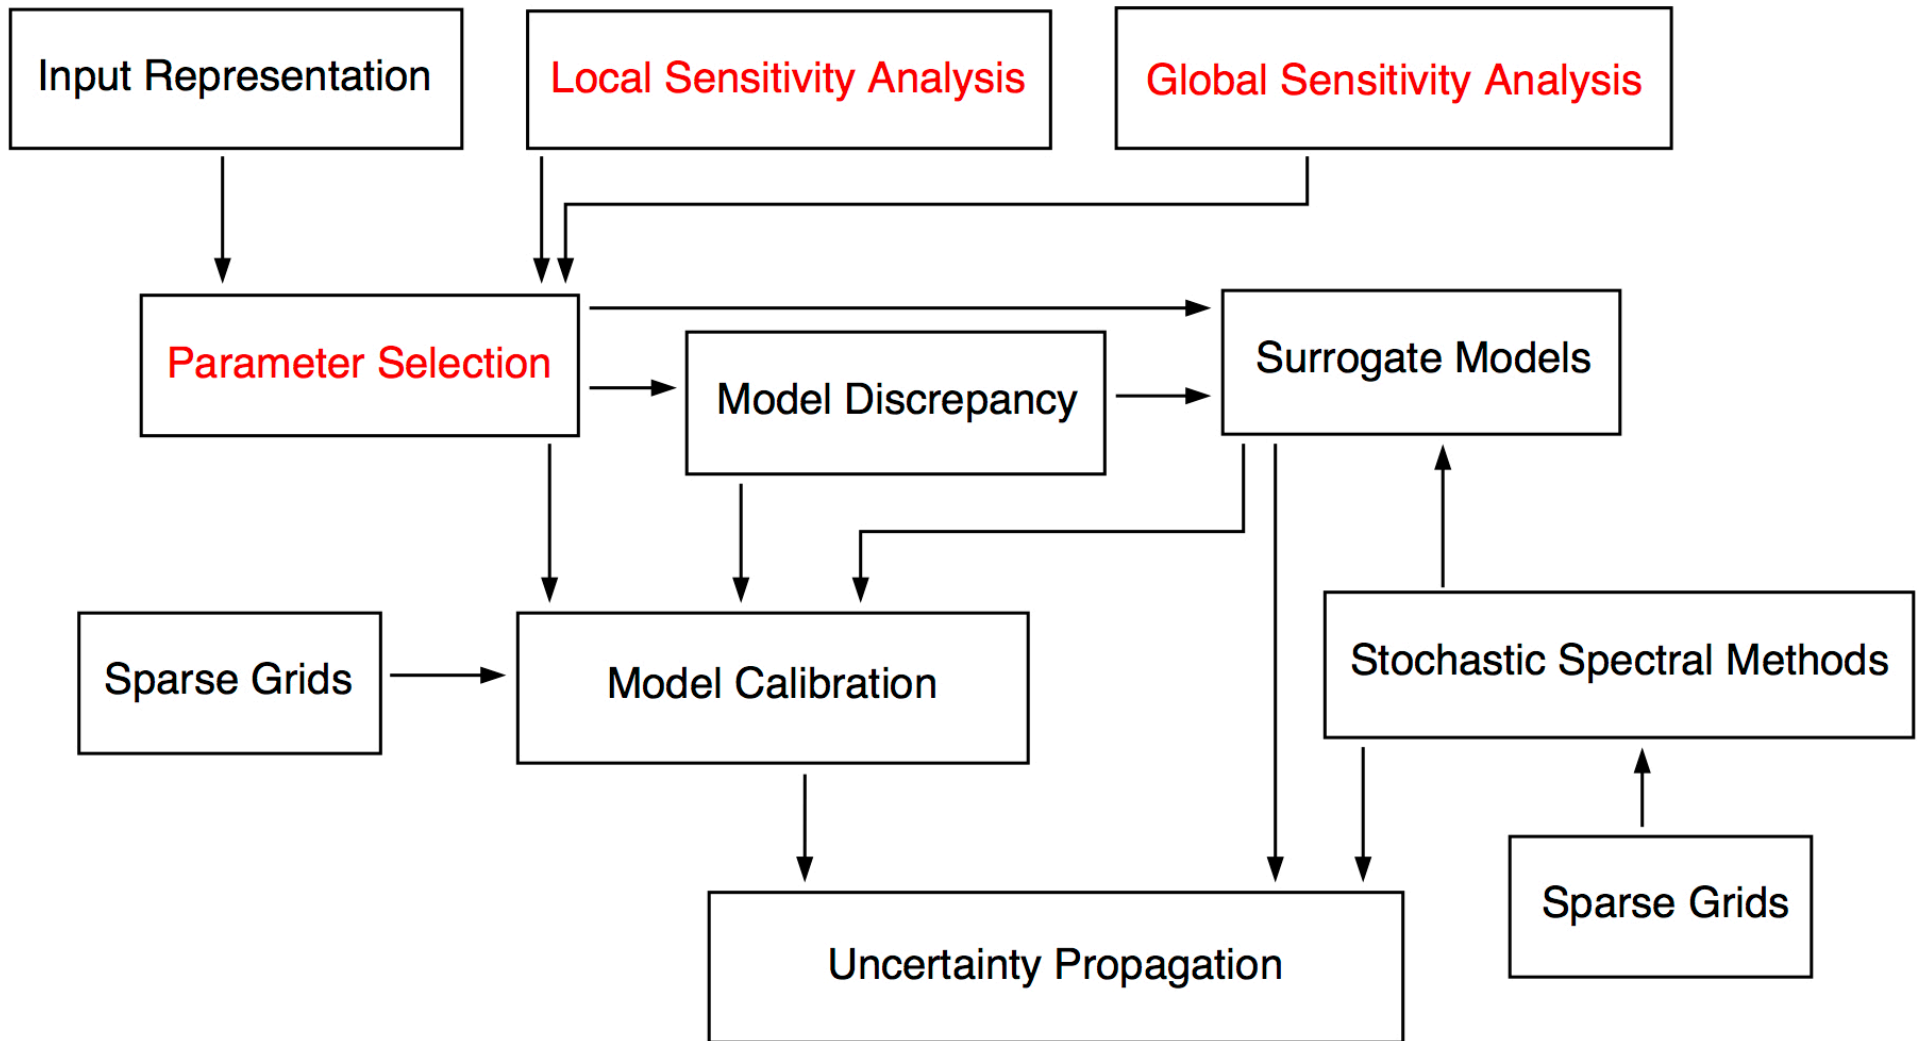 Input Representation
Local Sensitivity Analysis
Global Sensitivity Analysis
Parameter Selection
Model Discrepancy
Surrogate Models
Sparse Grids
Model Calibration
Stochastic Spectral Methods
Uncertainty Propagation
Sparse Grids